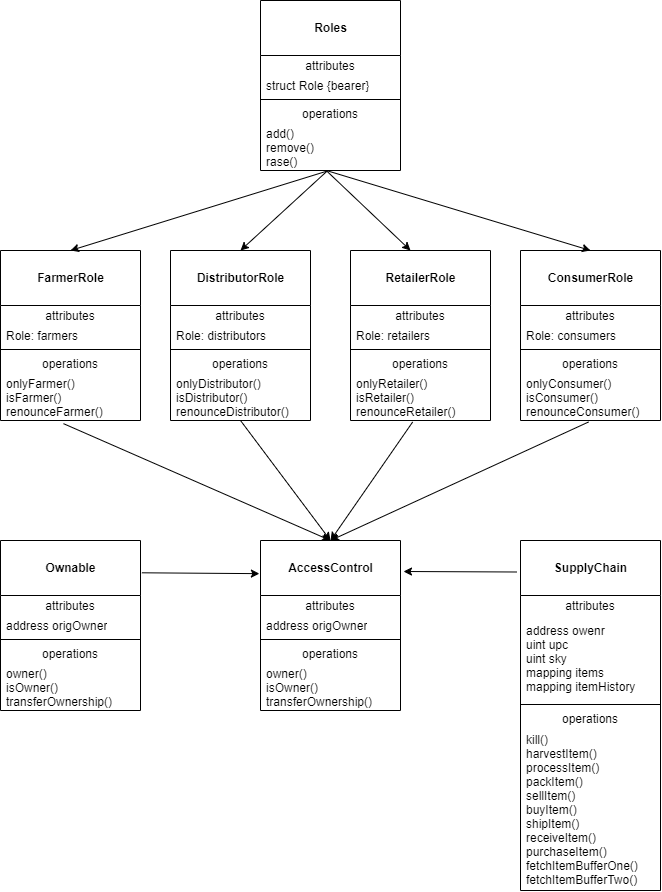 Roles
attributes
struct Role {bearer}
operations
add()
remove()
rase()
FarmerRole
attributes
Role: farmers
operations
onlyFarmer()
isFarmer()
renounceFarmer()
DistributorRole
attributes
Role: distributors
operations
onlyDistributor()
isDistributor()
renounceDistributor()
RetailerRole
attributes
Role: retailers
operations
onlyRetailer()
isRetailer()
renounceRetailer()
ConsumerRole
attributes
Role: consumers
operations
onlyConsumer()
isConsumer()
renounceConsumer()
Ownable
attributes
address origOwner
operations
owner()
isOwner()
transferOwnership()
AccessControl
attributes
address origOwner
operations
owner()
isOwner()
transferOwnership()
SupplyChain
attributes
address owenr
uint upc
uint sky
mapping items
mapping itemHistory
operations
kill()
harvestItem()
processItem()
packItem()
sellItem()
buyItem()
shipItem()
receiveItem()
purchaseItem()
fetchItemBufferOne()
fetchItemBufferTwo()